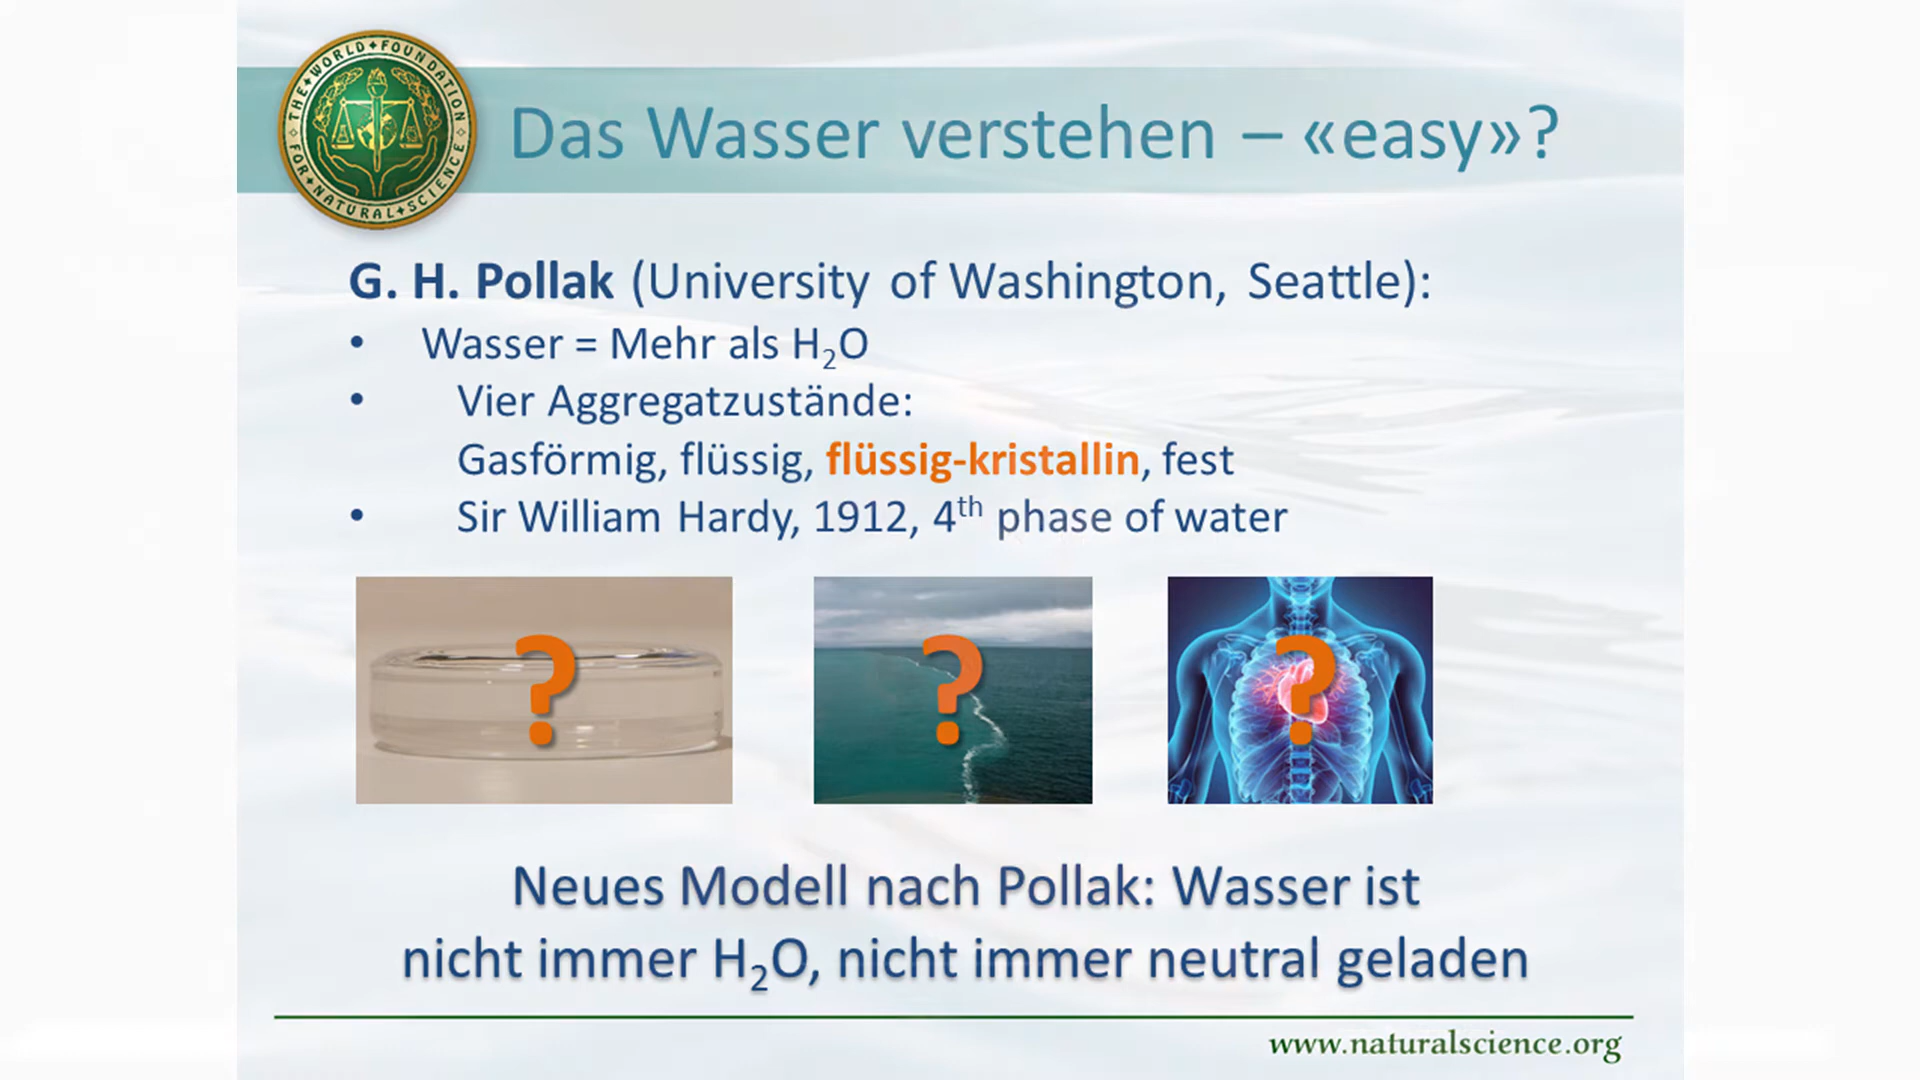 THE WORLD FOUNDATION FOR NATURAL SCIENCE
Das Wasser verstehen – «easy»?
G. H. Pollak (University of Washington, Seattle):
• Wasser = Mehr als H₂O
• Vier Aggregatzustände:
Gasförmig, flüssig, flüssig-kristallin, fest
• Sir William Hardy, 1912, 4th phase of water
?
?
?
Neues Modell nach Pollak: Wasser ist
nicht immer H₂O, nicht immer neutral geladen
www.naturalscience.org